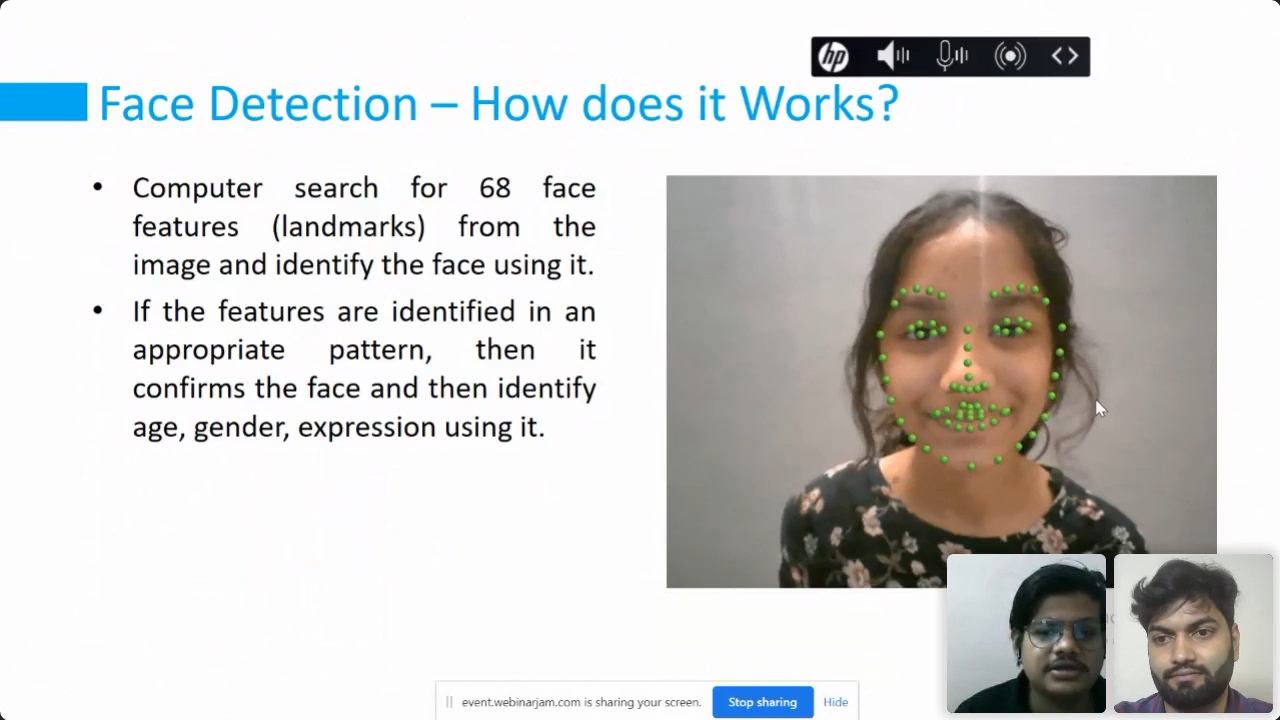 hp
Face Detection – How does it Works?
• Computer search for 68 face
features (landmarks) from the
image and identify the face using it.
• If the features are identified in an
appropriate pattern, then it
confirms the face and then identify
age, gender, expression using it.
event.webinarjam.com is sharing your screen.
Stop sharing
Hide